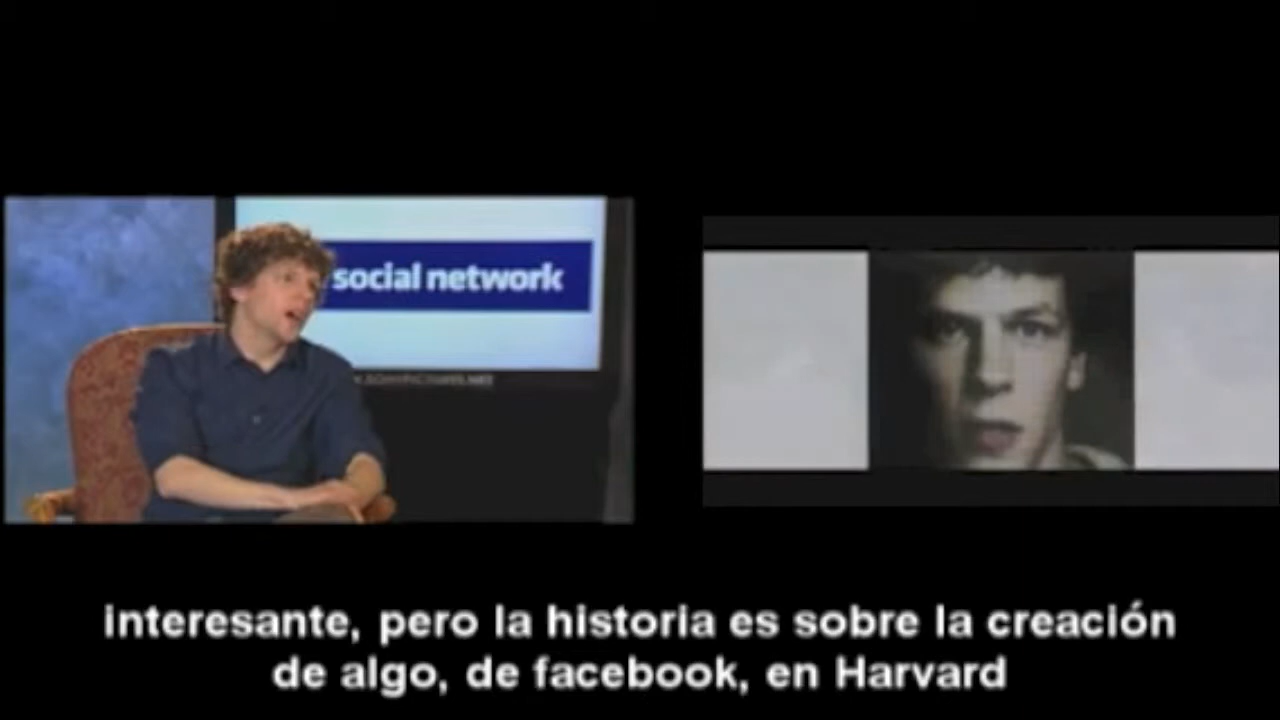 social network
interesante, pero la historia es sobre la creación
de algo, de facebook, en Harvard